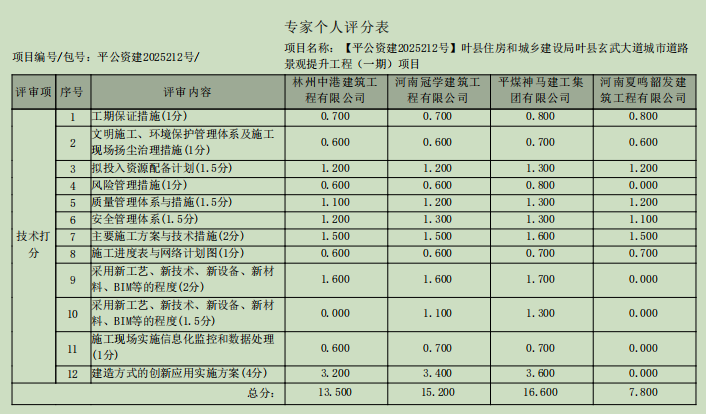 专家个人评分表
项目编号/包号：平公资建2025212号/
项目名称：【平公资建2025212号】叶县住房和城乡建设局叶县玄武大道城市道路
景观提升工程（一期）项目
评审项 序号 评审内容 林州中港建筑工程有限公司 河南冠学建筑工程有限公司 平煤神马建工集团有限公司 河南夏鸣韶发建筑工程有限公司
技术打分
1 工期保证措施(1分) 0.700 0.700 0.800 0.800
2 文明施工、环境保护管理体系及施工现场扬尘治理措施(1分) 0.600 0.600 0.700 0.600
3 拟投入资源配备计划(1.5分) 1.200 1.200 1.300 1.200
4 风险管理措施(1分) 0.600 0.600 0.800 0.000
5 质量管理体系与措施(1.5分) 1.100 1.200 1.300 1.200
6 安全管理体系(1.5分) 1.200 1.300 1.300 1.100
7 主要施工方案与技术措施(2分) 1.500 1.500 1.600 1.500
8 施工进度表与网络计划图(1分) 0.600 0.600 0.700 0.700
9 采用新工艺、新技术、新设备、新材料、BIM等的程度(2分) 1.600 1.600 1.700 0.000
10 采用新工艺、新技术、新设备、新材料、BIM等的程度(1.5分) 0.000 1.100 1.300 0.000
11 施工现场实施信息化监控和数据处理(1分) 0.600 0.700 0.700 0.000
12 建造方式的创新应用实施方案(4分) 3.200 3.400 3.600 0.000
总分： 13.500 15.200 16.600 7.800